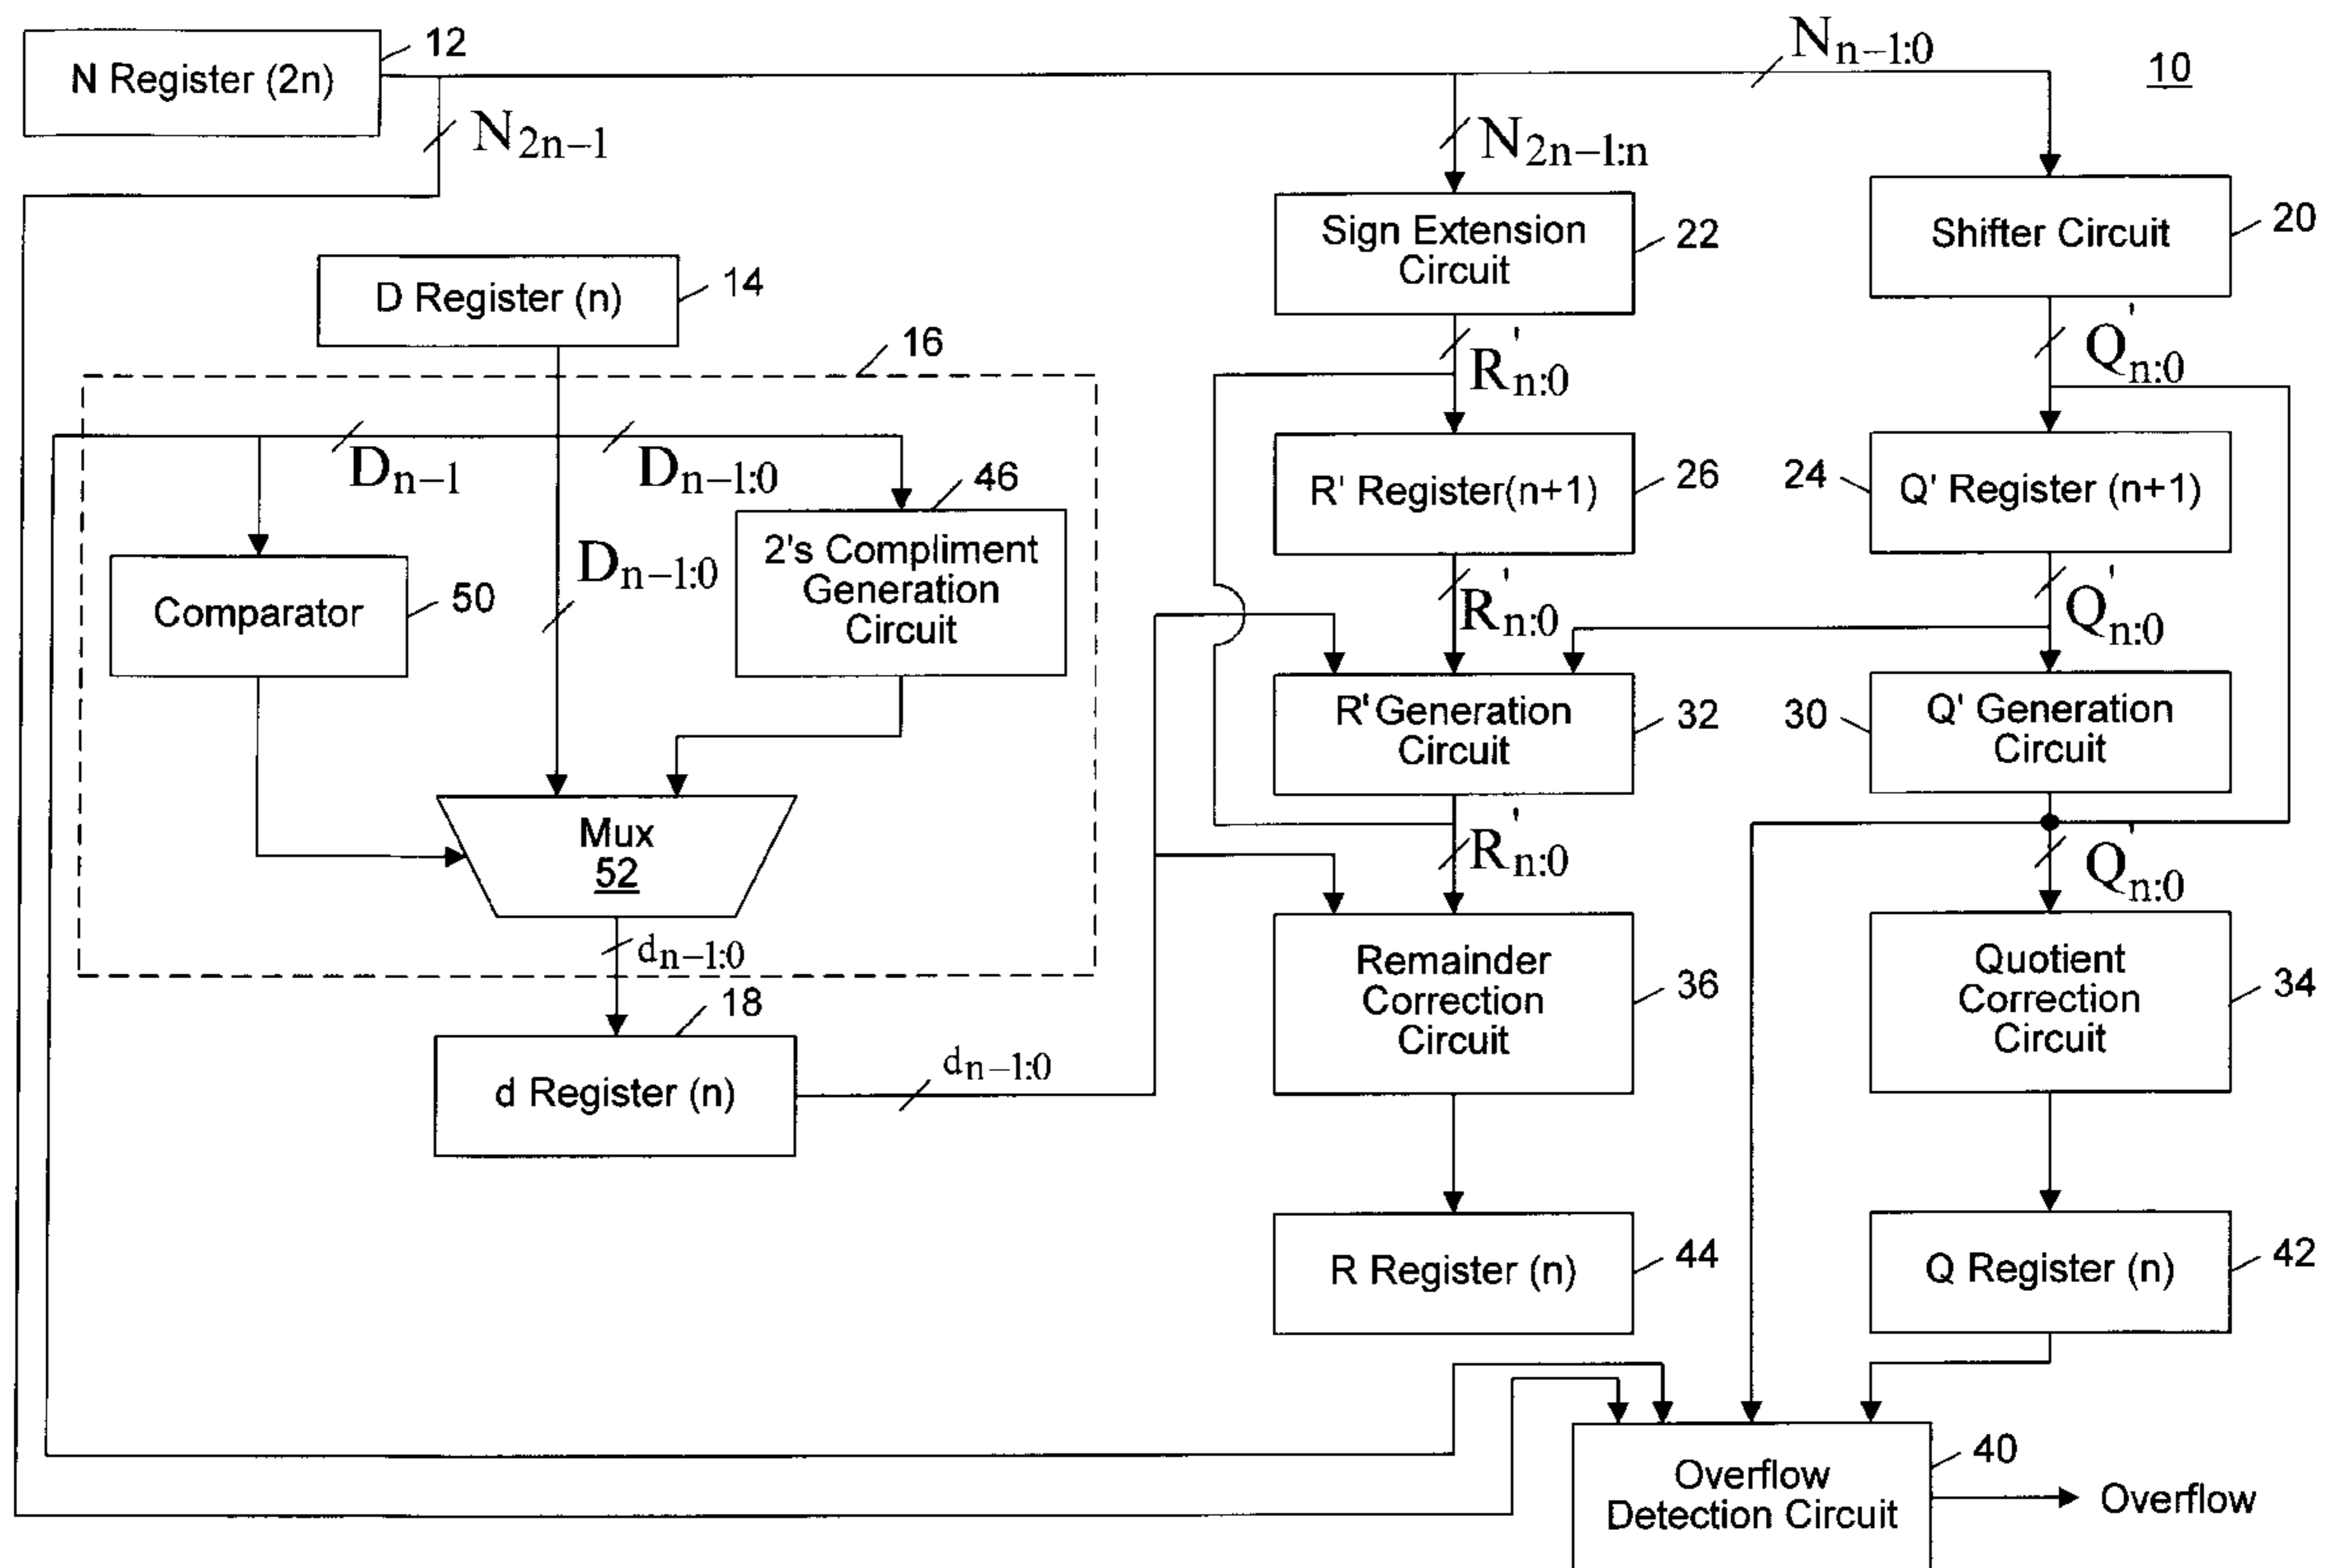 N Register (2n)
12
N2n-1
Nn-1:0
10
N2n-1:n
Sign Extension
Circuit
22
Shifter Circuit
20
D Register (n)
14
16
R'n:0
Q'n:0
Dn-1
Dn-1:0
46
R' Register(n+1)
26
24
Q' Register (n+1)
Comparator
50
Dn-1:0
2's Compliment
Generation
Circuit
R'n:0
Q'n:0
R' Generation
Circuit
32
30
Q' Generation
Circuit
Mux
52
R'n:0
Q'n:0
dn-1:0
Remainder
Correction
Circuit
36
Quotient
Correction
Circuit
34
18
d Register (n)
dn-1:0
R Register (n)
44
Q Register (n)
42
Overflow
Detection Circuit
40
Overflow